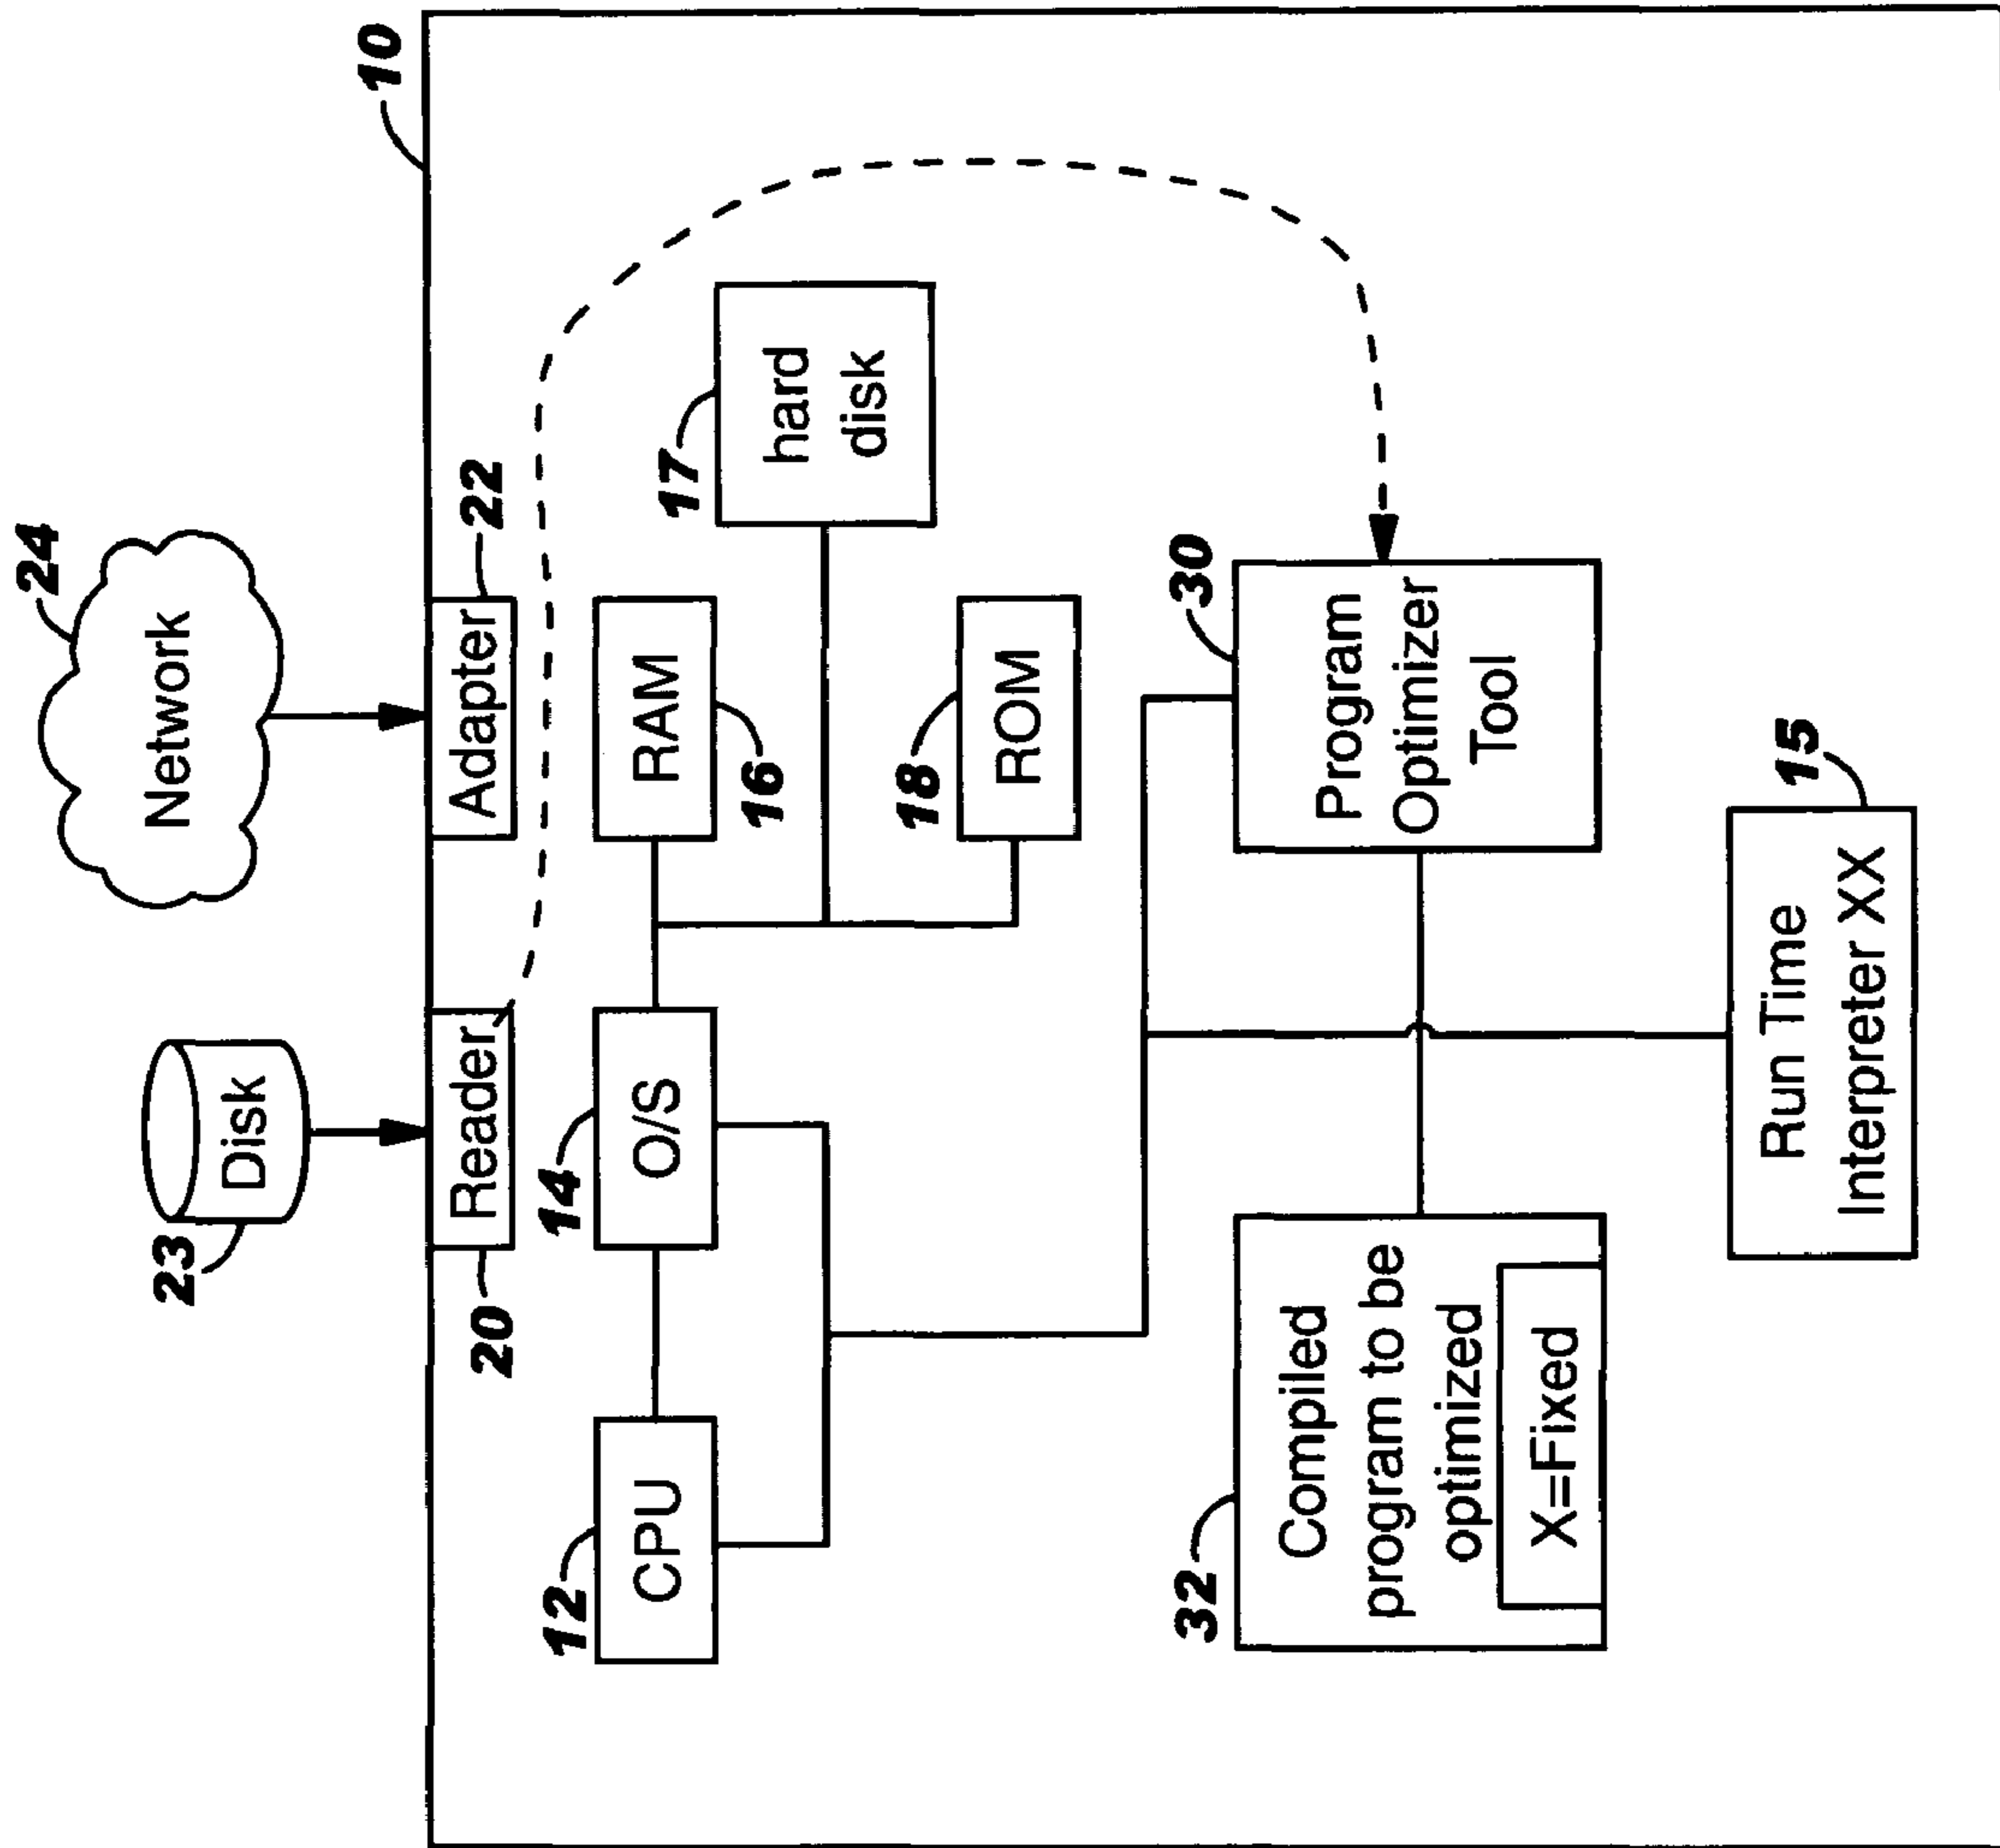 24
Network
23
Disk
10
20
Reader
Adapter
22
12
CPU
14
O/S
RAM
16
17
hard
disk
18
ROM
32
Compiled
program to be
optimized
X=Fixed
30
Program
Optimizer
Tool
15
Run Time
Interpreter XX